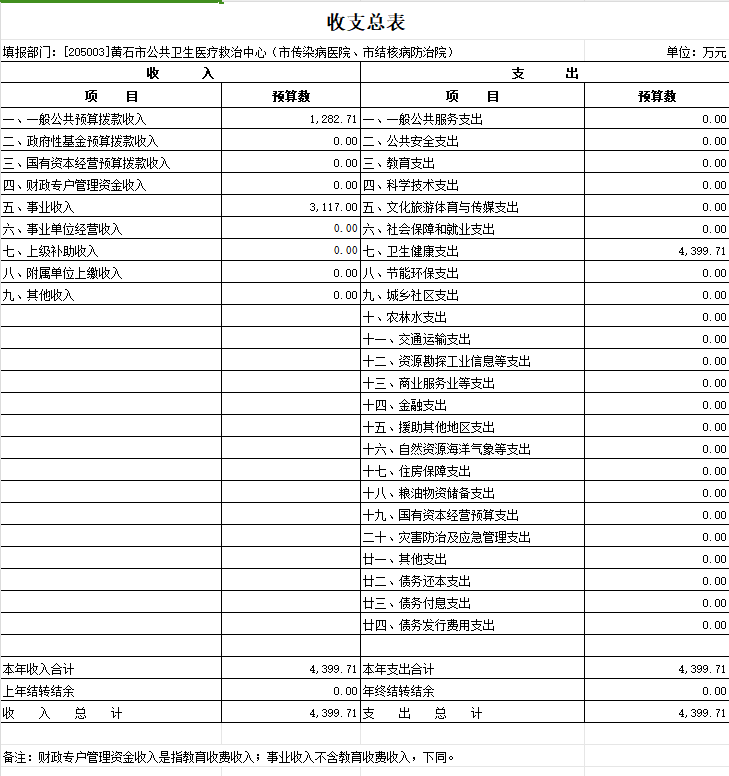 收支总表
填报部门：[205003]黄石市公共卫生医疗救治中心（市传染病医院、市结核病防治院） 单位：万元
收 入 支 出
项 目 预算数 项 目 预算数
一、一般公共预算拨款收入 1,282.71 一、一般公共服务支出 0.00
二、政府性基金预算拨款收入 0.00 二、公共安全支出 0.00
三、国有资本经营预算拨款收入 0.00 三、教育支出 0.00
四、财政专户管理资金收入 0.00 四、科学技术支出 0.00
五、事业收入 3,117.00 五、文化旅游体育与传媒支出 0.00
六、事业单位经营收入 0.00 六、社会保障和就业支出 0.00
七、上级补助收入 0.00 七、卫生健康支出 4,399.71
八、附属单位上缴收入 0.00 八、节能环保支出 0.00
九、其他收入 0.00 九、城乡社区支出 0.00
十、农林水支出 0.00
十一、交通运输支出 0.00
十二、资源勘探工业信息等支出 0.00
十三、商业服务业等支出 0.00
十四、金融支出 0.00
十五、援助其他地区支出 0.00
十六、自然资源海洋气象等支出 0.00
十七、住房保障支出 0.00
十八、粮油物资储备支出 0.00
十九、国有资本经营预算支出 0.00
二十、灾害防治及应急管理支出 0.00
廿一、其他支出 0.00
廿二、债务还本支出 0.00
廿三、债务付息支出 0.00
廿四、债务发行费用支出 0.00
本年收入合计 4,399.71 本年支出合计 4,399.71
上年结转结余 0.00 年终结转结余 0.00
收 入 总 计 4,399.71 支 出 总 计 4,399.71
备注：财政专户管理资金收入是指教育收费收入；事业收入不含教育收费收入，下同。